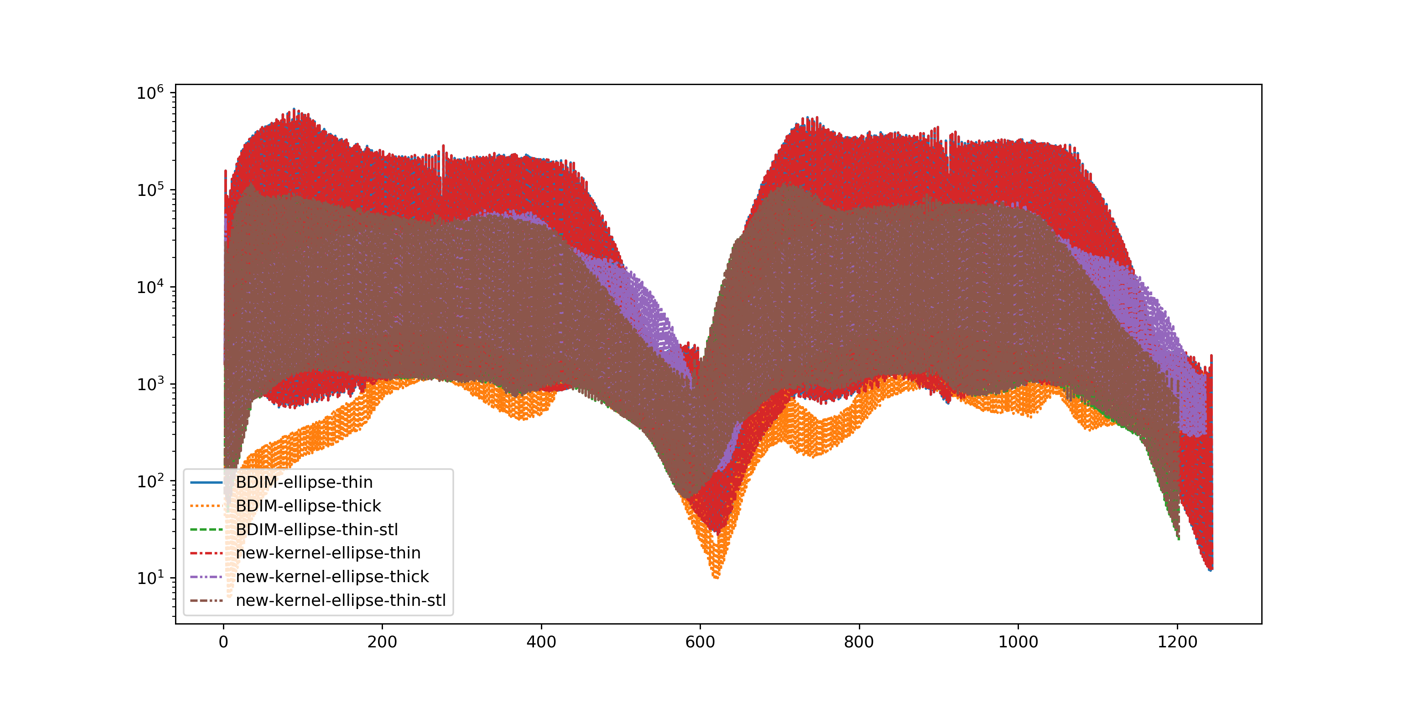 10^6
10^5
10^4
10^3
10^2
10^1
BDIM-ellipse-thin
BDIM-ellipse-thick
BDIM-ellipse-thin-stl
new-kernel-ellipse-thin
new-kernel-ellipse-thick
new-kernel-ellipse-thin-stl
0 200 400 600 800 1000 1200